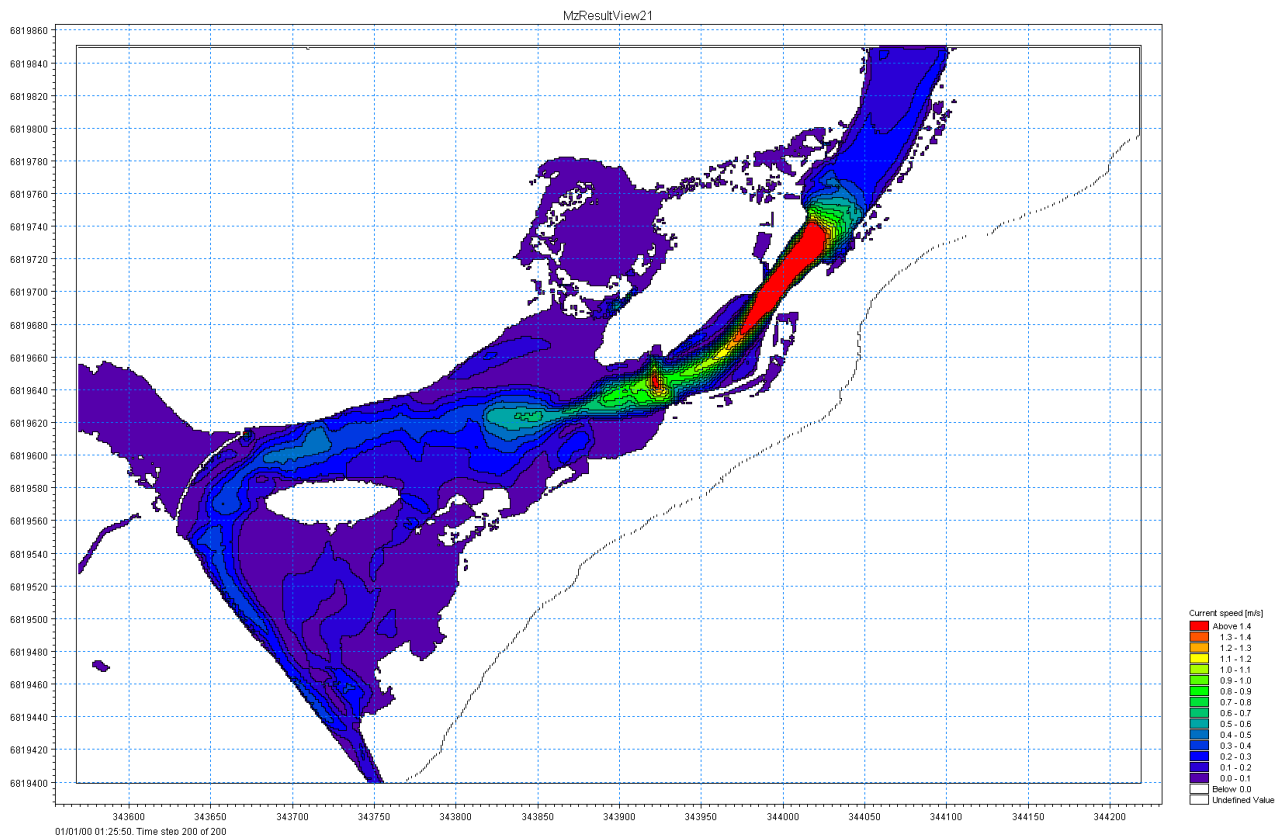 MzResultView21
6819860
6819840
6819820
6819800
6819780
6819760
6819740
6819720
6819700
6819680
6819660
6819640
6819620
6819600
6819580
6819560
6819540
6819520
6819500
6819480
6819460
6819440
6819420
6819400
343600 343650 343700 343750 343800 343850 343900 343950 344000 344050 344100 344150 344200
01/01/00 01:25:50. Time step 200 of 200
Current speed [m/s]
Above 1.4
1.3 - 1.4
1.2 - 1.3
1.1 - 1.2
1.0 - 1.1
0.9 - 1.0
0.8 - 0.9
0.7 - 0.8
0.6 - 0.7
0.5 - 0.6
0.4 - 0.5
0.3 - 0.4
0.2 - 0.3
0.1 - 0.2
0.0 - 0.1
Below 0.0
Undefined Value